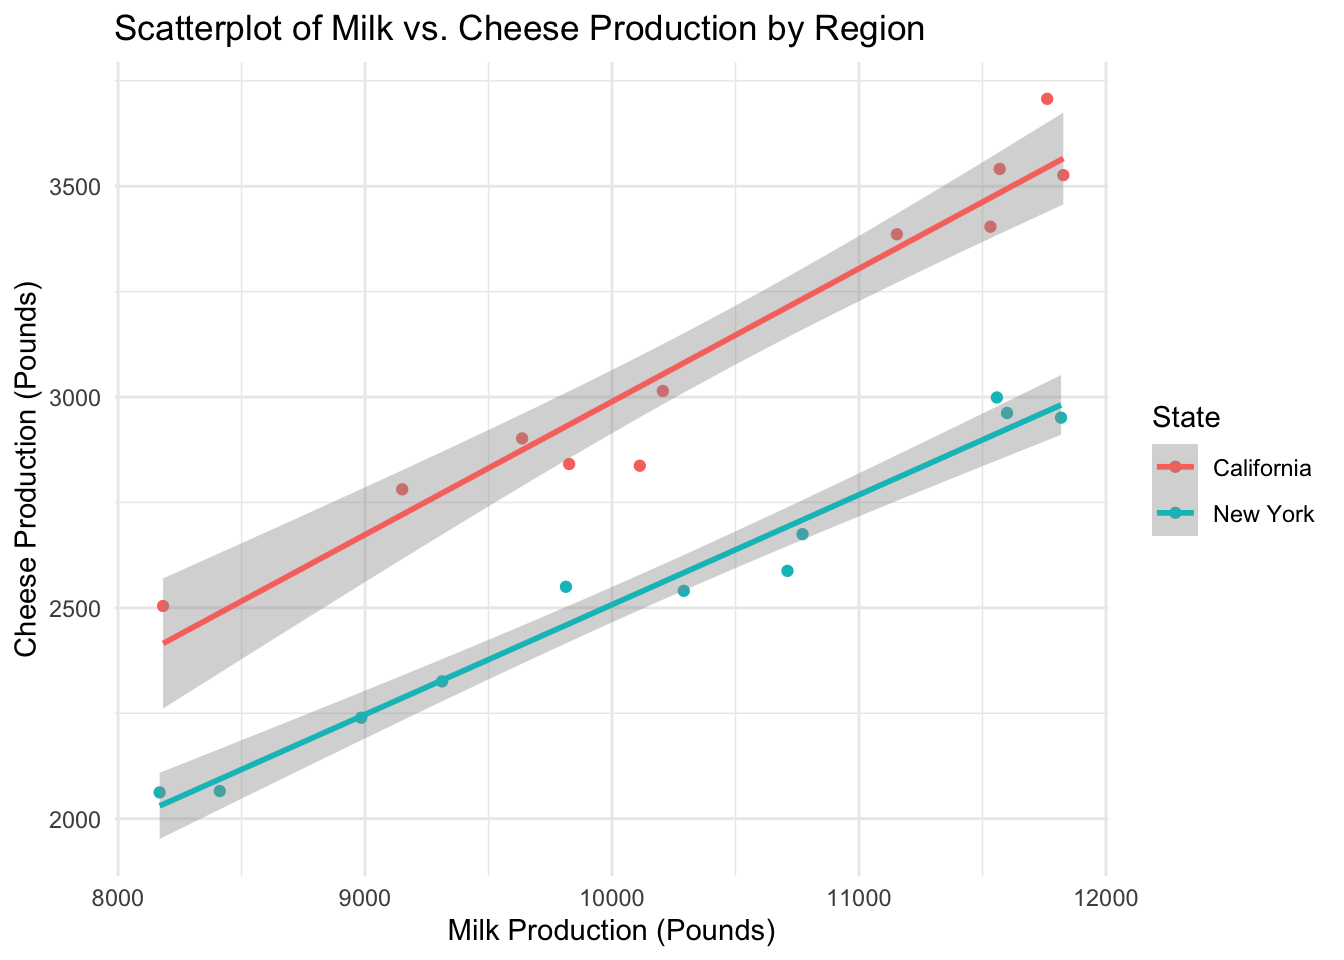 Scatterplot of Milk vs. Cheese Production by Region
Cheese Production (Pounds)
3500
3000
2500
2000
8000 9000 10000 11000 12000
Milk Production (Pounds)
State
California
New York